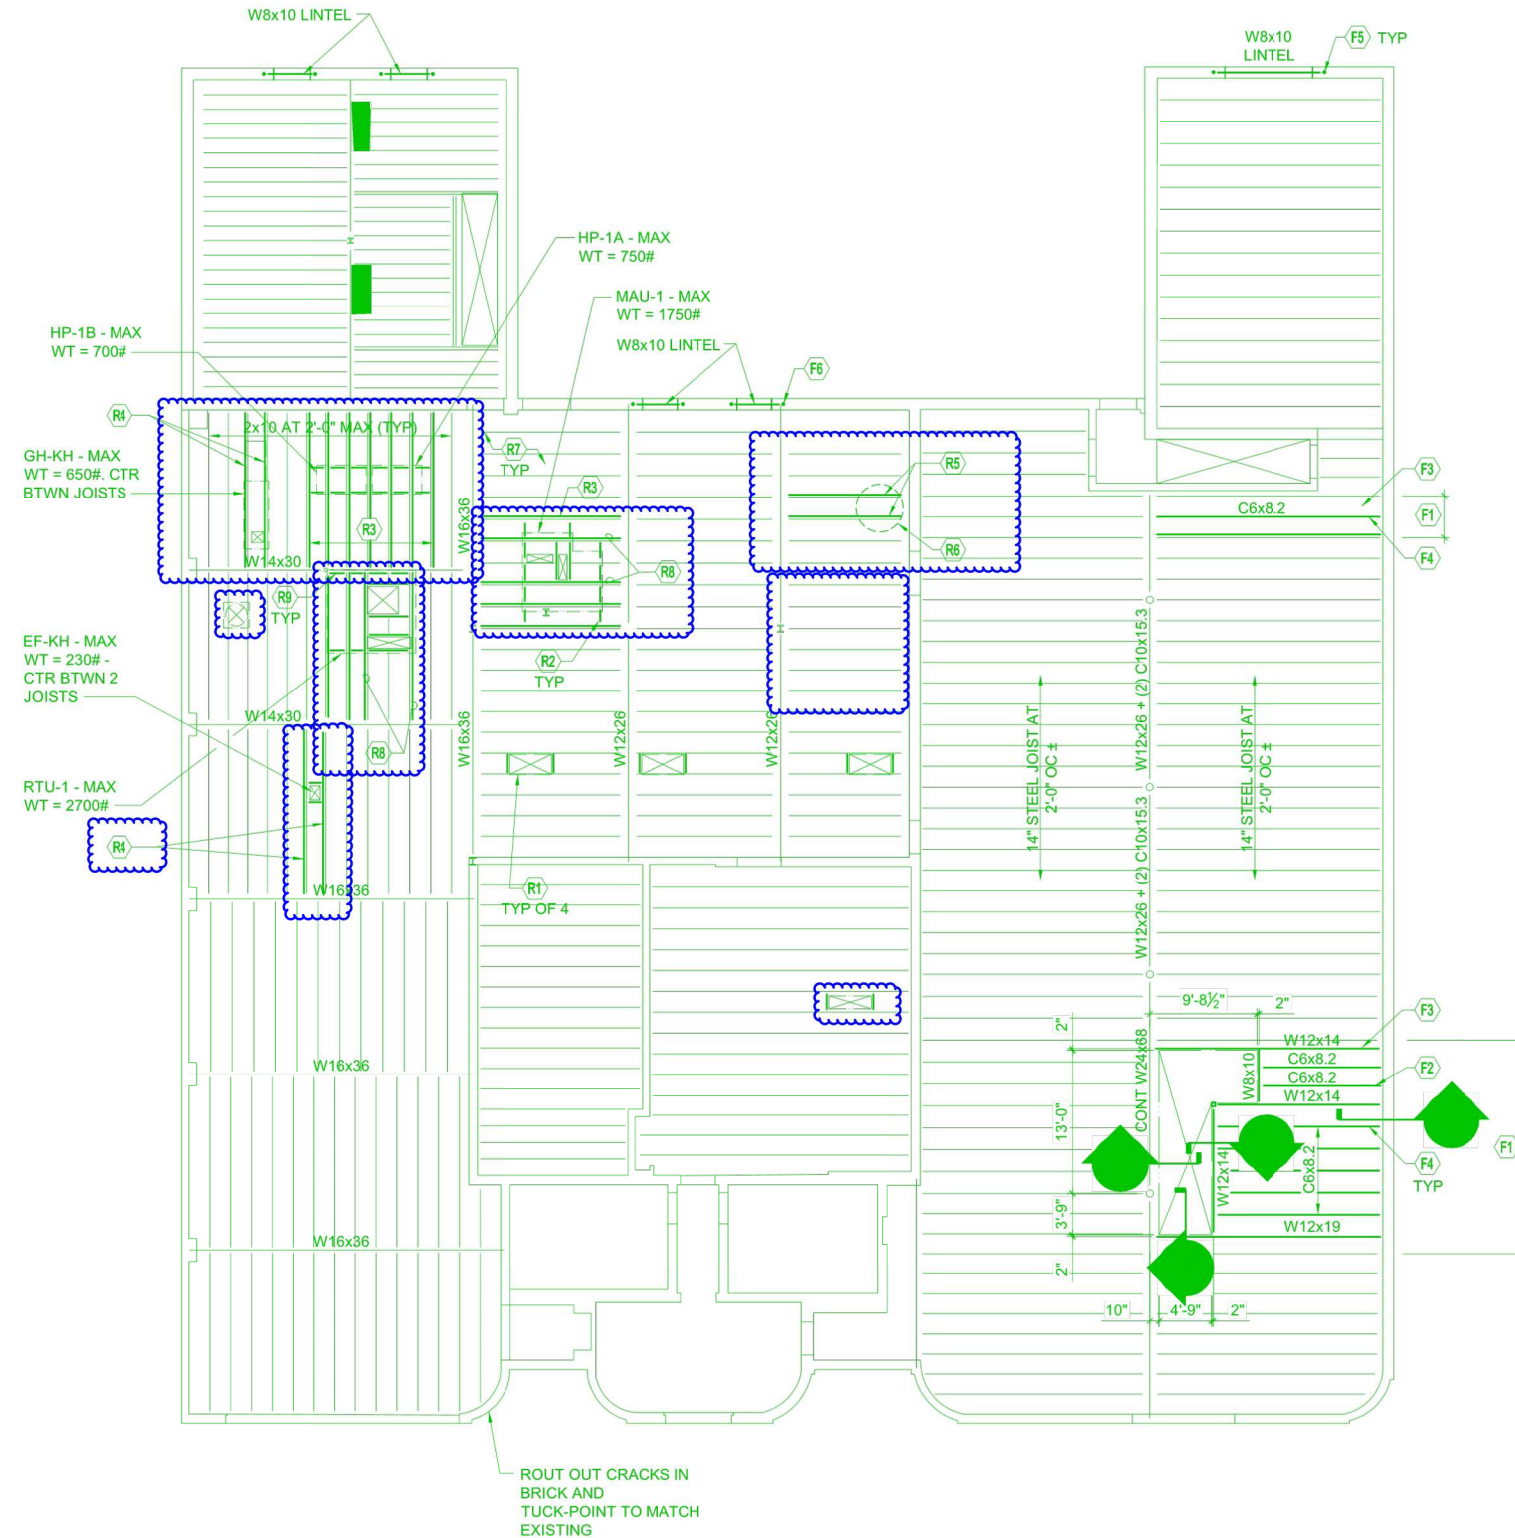 W8x10 LINTEL
W8x10
LINTEL
F5 TYP
HP-1A - MAX
WT = 750#
MAU-1 - MAX
WT = 1750#
W8x10 LINTEL
F6
HP-1B - MAX
WT = 700#
R4
2x10 AT 2'-0" MAX (TYP)
R7
TYP
GH-KH - MAX
WT = 650#. CTR
BTWN JOISTS
R3
W16x36
R3
R5
R6
F3
C6x8.2
F1
F4
W14x30
R9
TYP
R8
R2
TYP
EF-KH - MAX
WT = 230# -
CTR BTWN 2
JOISTS
W14x30
R8
W16x36
W12x26
W12x26
14" STEEL JOIST AT
2'-0" OC ±
W12x26 + (2) C10x15.3
14" STEEL JOIST AT
2'-0" OC ±
RTU-1 - MAX
WT = 2700#
R4
W16x36
R1
TYP OF 4
W12x26 + (2) C10x15.3
9'-8½"
2"
2"
F3
W12x14
C6x8.2
C6x8.2
W12x14
W8x10
F2
CONT W24x68
W16x36
13'-0"
F1
F4
TYP
C6x8.2
W12x14
3'-9"
W12x19
W16x36
2"
10"
4'-9"
2"
ROUT OUT CRACKS IN
BRICK AND
TUCK-POINT TO MATCH
EXISTING